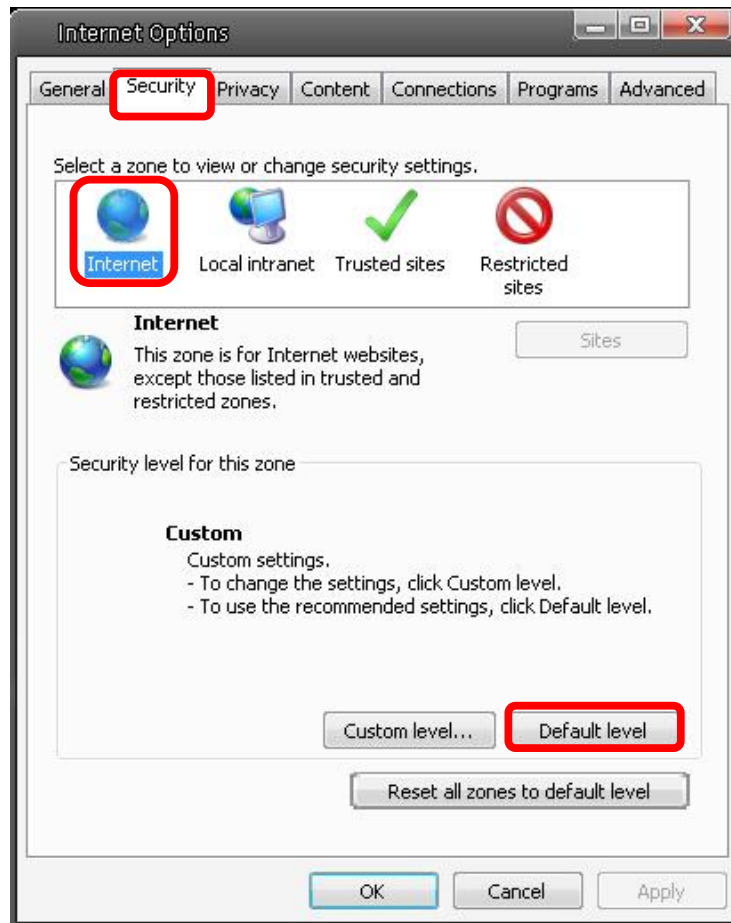 Internet Options
General Security Privacy Content Connections Programs Advanced
Select a zone to view or change security settings.
Internet Local intranet Trusted sites Restricted
sites
Internet
This zone is for Internet websites,
except those listed in trusted and
restricted zones.
Sites
Security level for this zone
Custom
Custom settings.
- To change the settings, click Custom level.
- To use the recommended settings, click Default level.
Custom level... Default level
Reset all zones to default level
OK Cancel Apply